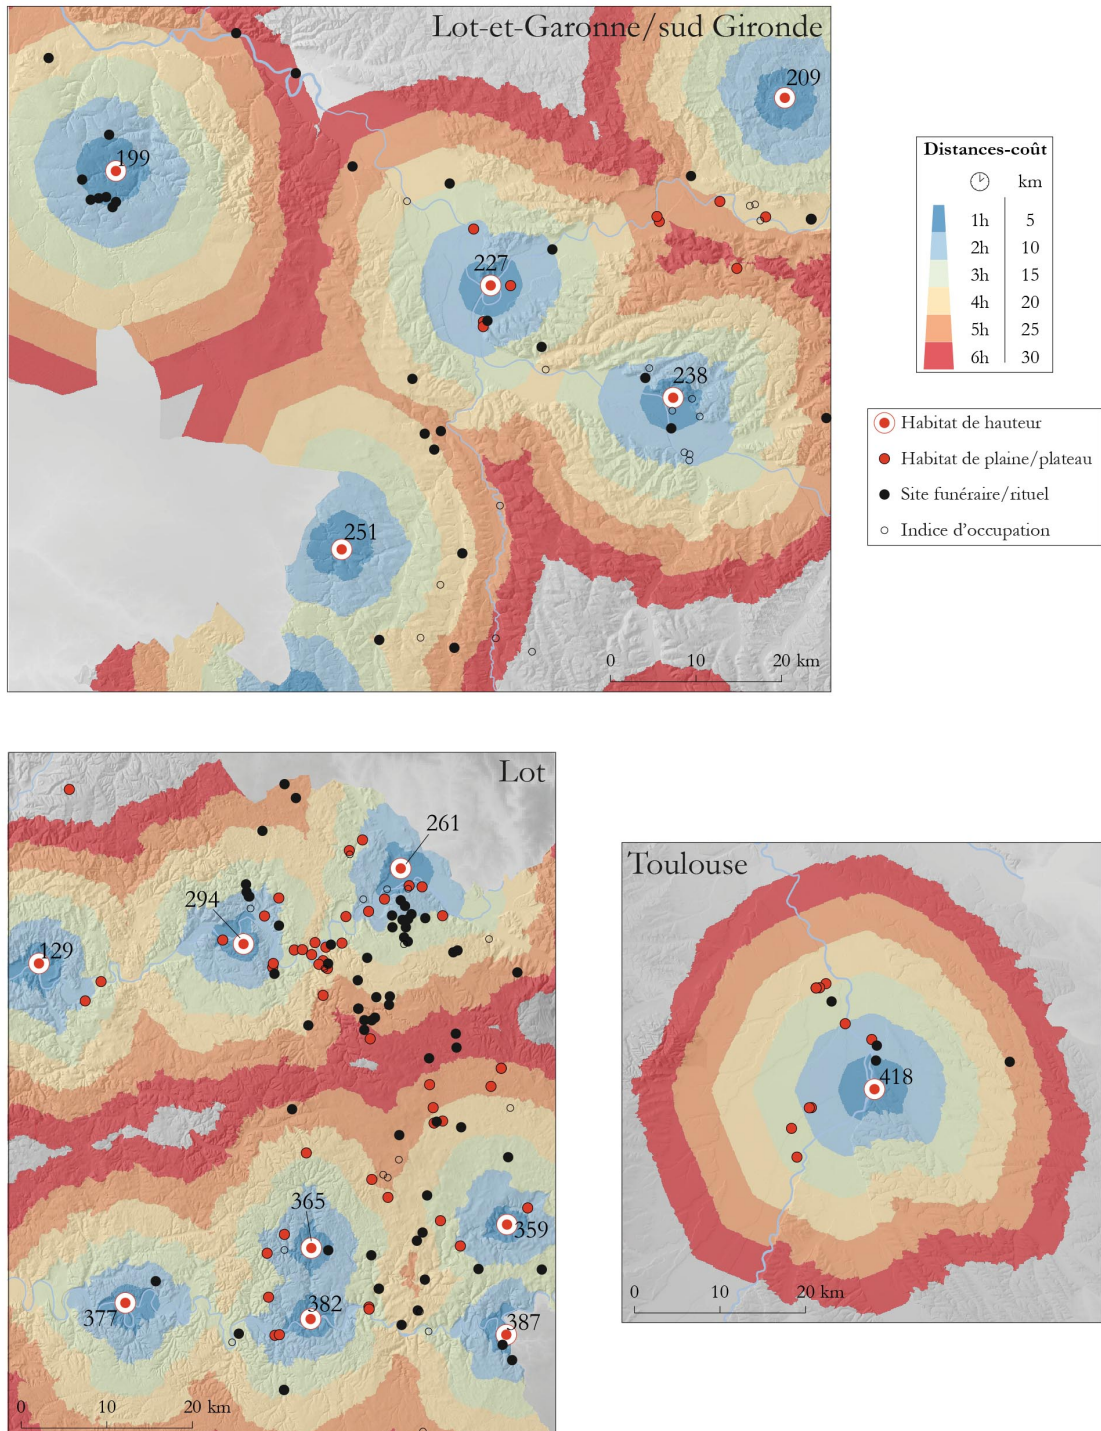 Lot-et-Garonne/sud Gironde
209
199
227
238
251
0 10 20 km
Distances-coût
km
1h 5
2h 10
3h 15
4h 20
5h 25
6h 30
Habitat de hauteur
Habitat de plaine/plateau
Site funéraire/rituel
Indice d'occupation
Lot
261
294
129
365
359
377
382
387
0 10 20 km
Toulouse
418
0 10 20 km